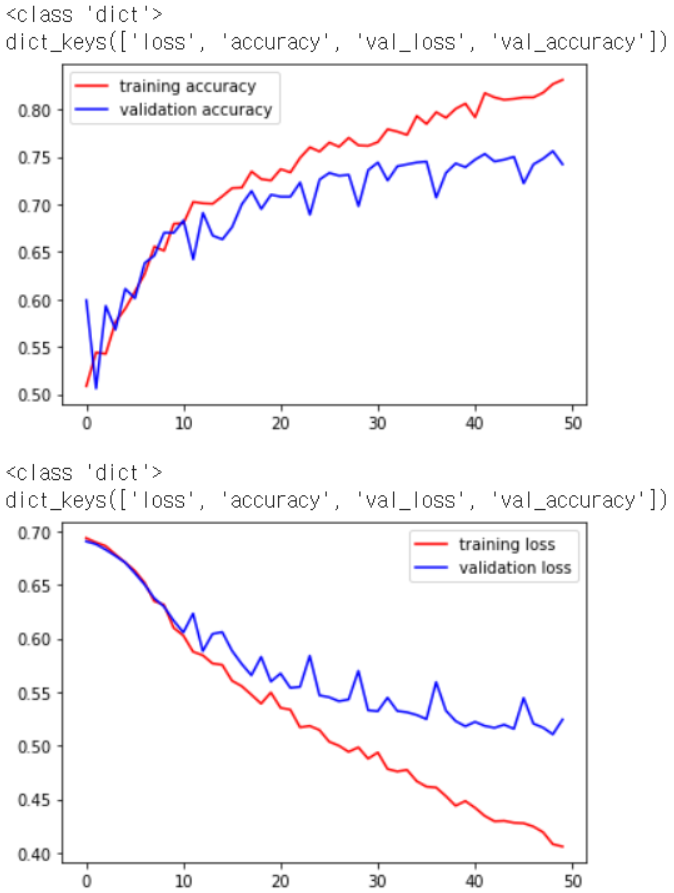 <class 'dict'>
dict_keys(['loss', 'accuracy', 'val_loss', 'val_accuracy'])
training accuracy
validation accuracy
0.80
0.75
0.70
0.65
0.60
0.55
0.50
0 10 20 30 40 50
<class 'dict'>
dict_keys(['loss', 'accuracy', 'val_loss', 'val_accuracy'])
training loss
validation loss
0.70
0.65
0.60
0.55
0.50
0.45
0.40
0 10 20 30 40 50